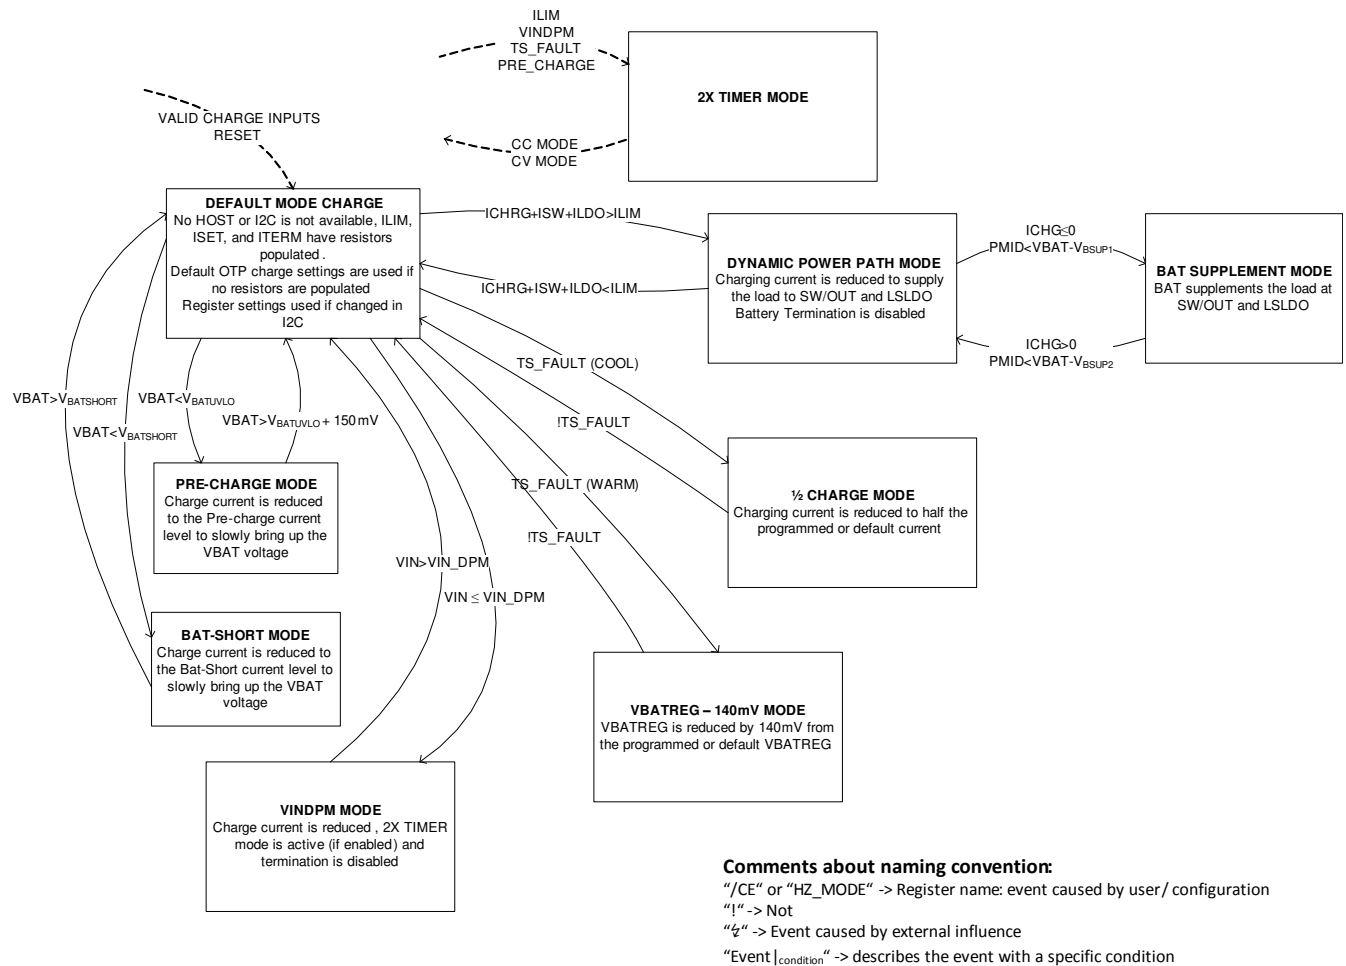 ILIM
VINDPM
TS_FAULT
PRE_CHARGE
2X TIMER MODE
VALID CHARGE INPUTS
RESET
CC MODE
CV MODE
DEFAULT MODE CHARGE
No HOST or I2C is not available, ILIM,
ISET, and ITERM have resistors
populated .
Default OTP charge settings are used if
no resistors are populated
Register settings used if changed in
I2C
ICHRG+ISW+ILDO>ILIM
ICHRG+ISW+ILDO<ILIM
DYNAMIC POWER PATH MODE
Charging current is reduced to supply
the load to SW/OUT and LSLDO
Battery Termination is disabled
ICHG≤0
PMID<VBAT-VBSUP1
ICHG>0
PMID<VBAT-VBSUP2
BAT SUPPLEMENT MODE
BAT supplements the load at
SW/OUT and LSLDO
VBAT>VBATSHORT
VBAT<VBATSHORT
VBAT<VBATUVLO
VBAT>VBATUVLO + 150mV
TS_FAULT (COOL)
!TS_FAULT
TS_FAULT (WARM)
!TS_FAULT
PRE-CHARGE MODE
Charge current is reduced
to the Pre-charge current
level to slowly bring up the
VBAT voltage
½ CHARGE MODE
Charging current is reduced to half the
programmed or default current
VIN>VIN_DPM
VIN ≤ VIN_DPM
BAT-SHORT MODE
Charge current is reduced to
the Bat-Short current level to
slowly bring up the VBAT
voltage
VBATREG – 140mV MODE
VBATREG is reduced by 140mV from
the programmed or default VBATREG
VINDPM MODE
Charge current is reduced , 2X TIMER
mode is active (if enabled) and
termination is disabled
Comments about naming convention:
“/CE“ or “HZ_MODE“ -> Register name: event caused by user/ configuration
“!“ -> Not
“↯“ -> Event caused by external influence
“Event|condition“ -> describes the event with a specific condition